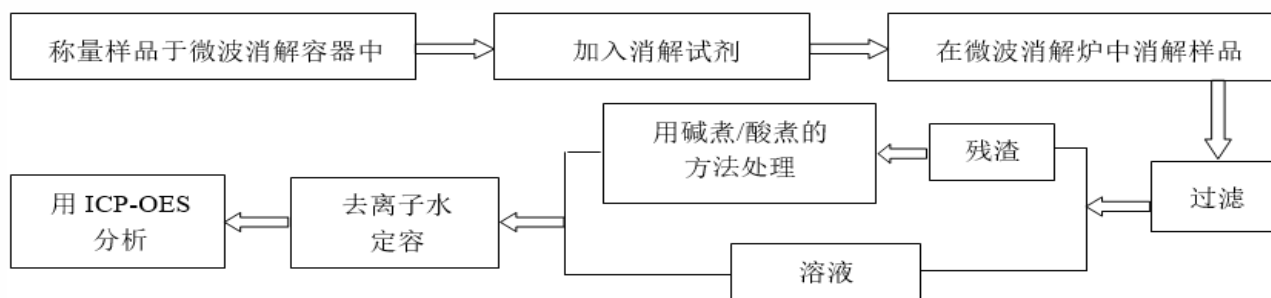 称量样品于微波消解容器中
加入消解试剂
在微波消解炉中消解样品
过滤
残渣
用碱煮/酸煮的
方法处理
溶液
去离子水
定容
用 ICP-OES
分析